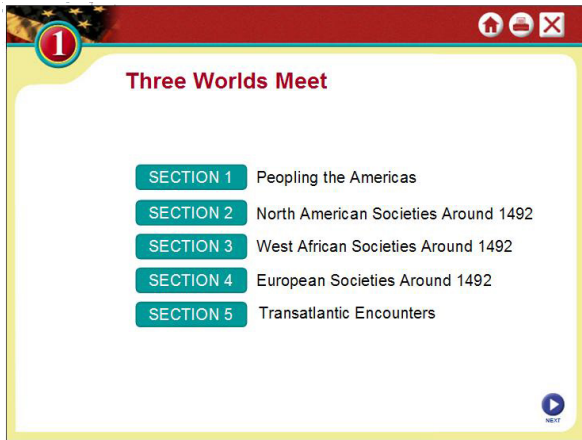 1
Three Worlds Meet
SECTION 1 Peopling the Americas
SECTION 2 North American Societies Around 1492
SECTION 3 West African Societies Around 1492
SECTION 4 European Societies Around 1492
SECTION 5 Transatlantic Encounters
NEXT